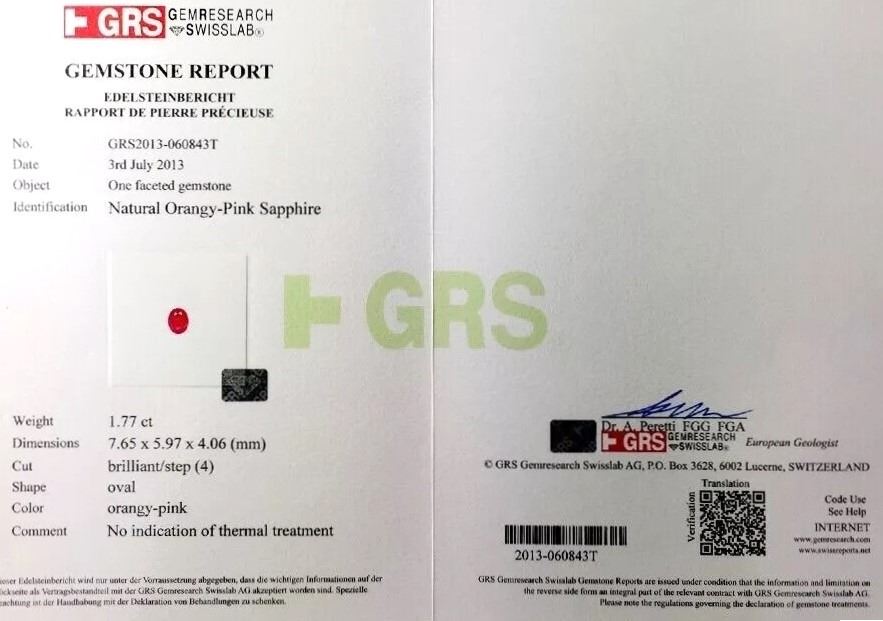 GRS GEMRESEARCH
SWISSLAB®
GEMSTONE REPORT
EDELSTEINBERICHT
RAPPORT DE PIERRE PRÉCIEUSE
No. GRS2013-060843T
Date 3rd July 2013
Object One faceted gemstone
Identification Natural Orangy-Pink Sapphire
GRS
Weight 1.77 ct
Dimensions 7.65 x 5.97 x 4.06 (mm)
Cut brilliant/step (4)
Shape oval
Color orangy-pink
Comment No indication of thermal treatment
ieser Edelsteinbericht wird nur unter der Vorraussetzung abgegeben, dass die wichtigen Informationen auf der
ückseite als Vertragsbestandteil mit der GRS Gemresearch Swisslab AG akzeptiert worden sind. Spezielle
eachtung ist der Handhabung mit der Deklaration von Behandlungen zu schenken.
Dr. A. Peretti FGG FGA
GRS GEMRESEARCH
SWISSLAB®
European Geologist
© GRS Gemresearch Swisslab AG, P.O. Box 3628, 6002 Lucerne, SWITZERLAND
Translation
Verification
Code Use
See Help
INTERNET
www.gemresearch.com
www.swissreports.net
2013-060843T
GRS Gemresearch Swisslab Gemstone Reports are issued under condition that the information and limitation on
the reverse side form an integral part of the relevant contract with GRS Gemresearch Swisslab AG.
Please note the regulations governing the declaration of gemstone treatments.